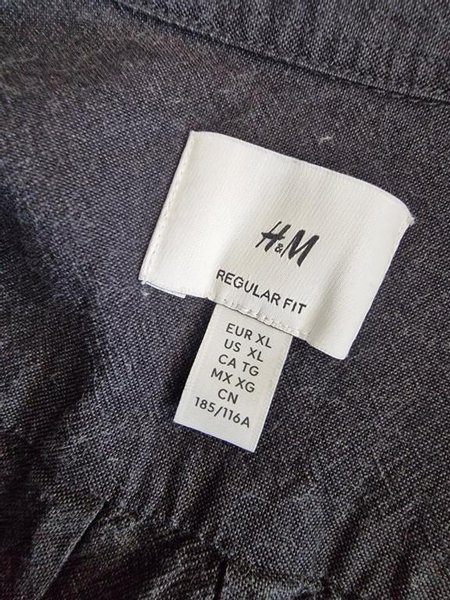 H&M
REGULAR FIT
EUR XL
US XL
CA TG
MX XG
CN
185/116A